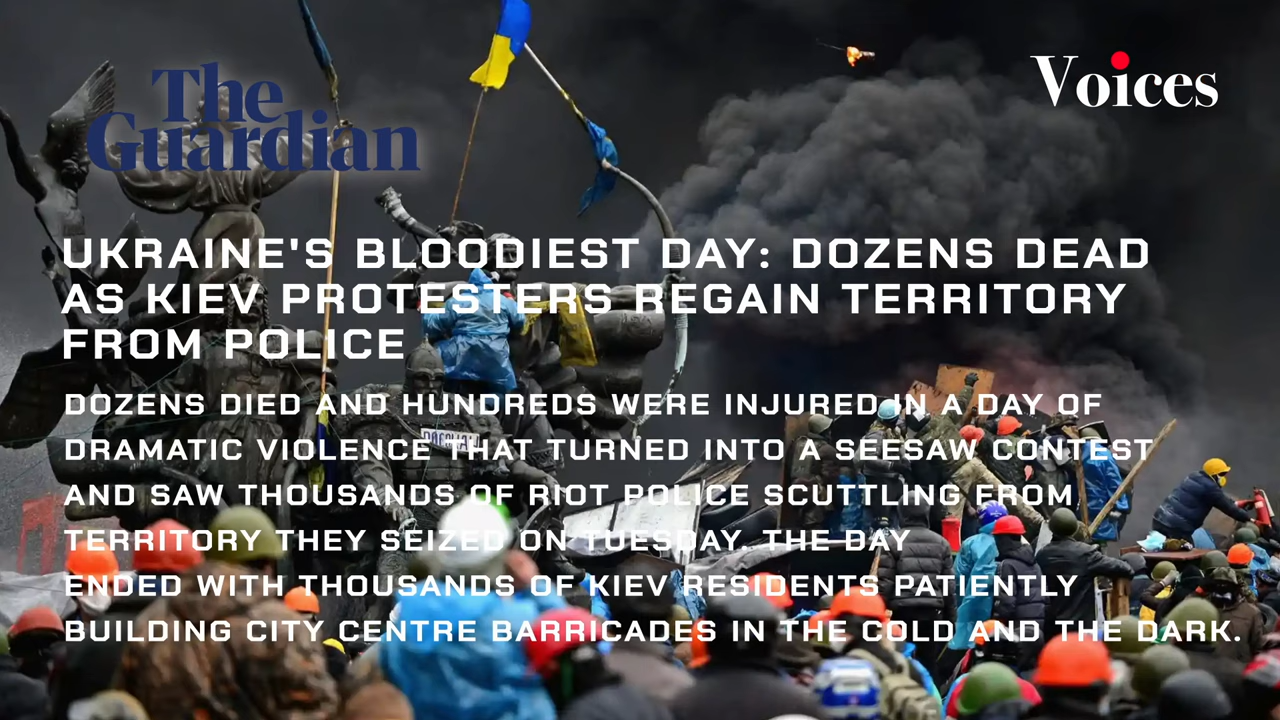 The
Guardian
Voices
UKRAINE'S BLOODIEST DAY: DOZENS DEAD
AS KIEV PROTESTERS REGAIN TERRITORY
FROM POLICE
DOZENS DIED AND HUNDREDS WERE INJURED IN A DAY OF
DRAMATIC VIOLENCE THAT TURNED INTO A SEESAW CONTEST
AND SAW THOUSANDS OF RIOT POLICE SCUTTLING FROM
TERRITORY THEY SEIZED ON TUESDAY. THE DAY
ENDED WITH THOUSANDS OF KIEV RESIDENTS PATIENTLY
BUILDING CITY CENTRE BARRICADES IN THE COLD AND THE DARK.